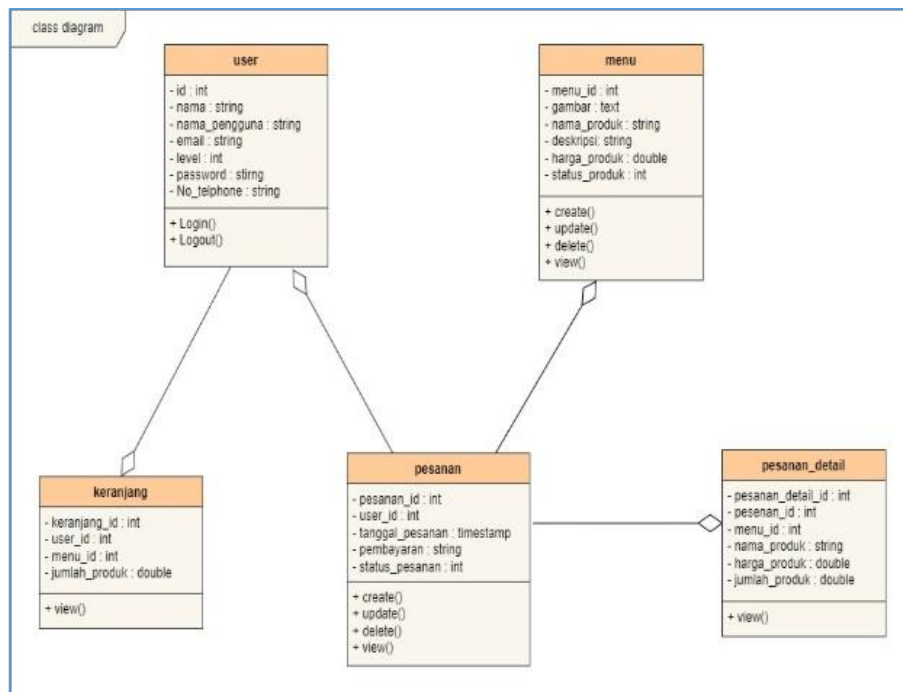 class diagram
user
- id : int
- nama : string
- nama_pengguna : string
- email : string
- level : int
- password : stirng
- No_telphone : string
+ Login()
+ Logout()
menu
- menu_id : int
- gambar : text
- nama_produk : string
- deskripsi: string
- harga_produk : double
- status_produk : int
+ create()
+ update()
+ delete()
+ view()
keranjang
- keranjang_id : int
- user_id : int
- menu_id : int
- jumlah_produk : double
+ view()
pesanan
- pesanan_id : int
- user_id : int
- tanggal_pesanan : timestamp
- pembayaran : string
- status_pesanan : int
+ create()
+ update()
+ delete()
+ view()
pesanan_detail
- pesanan_detail_id : int
- pesenan_id : int
- menu_id : int
- nama_produk : string
- harga_produk : double
- jumlah_produk : double
+ view()